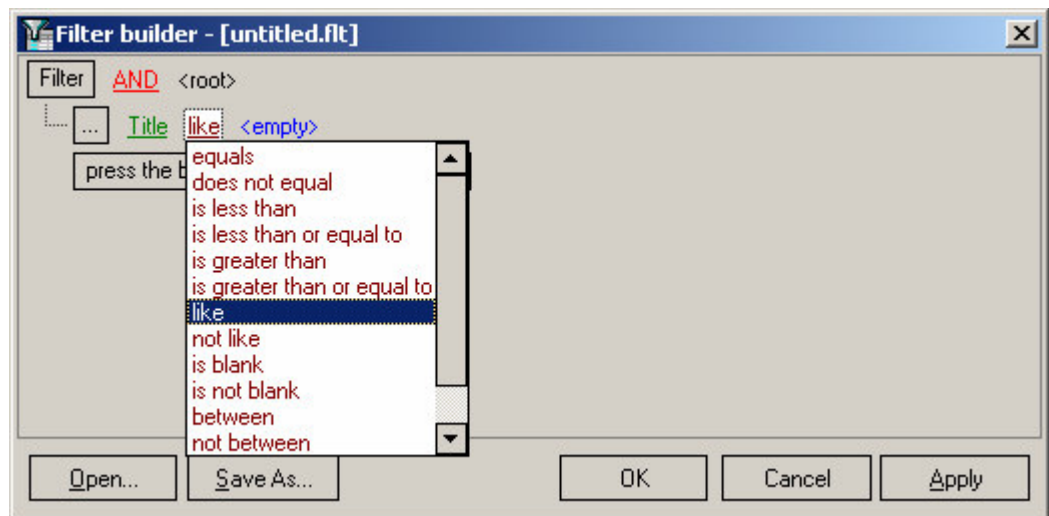 Filter builder - [untitled.flt]
Filter AND <root>
... Title like <empty>
press the
equals
does not equal
is less than
is less than or equal to
is greater than
is greater than or equal to
like
not like
is blank
is not blank
between
not between
Open... Save As... OK Cancel Apply